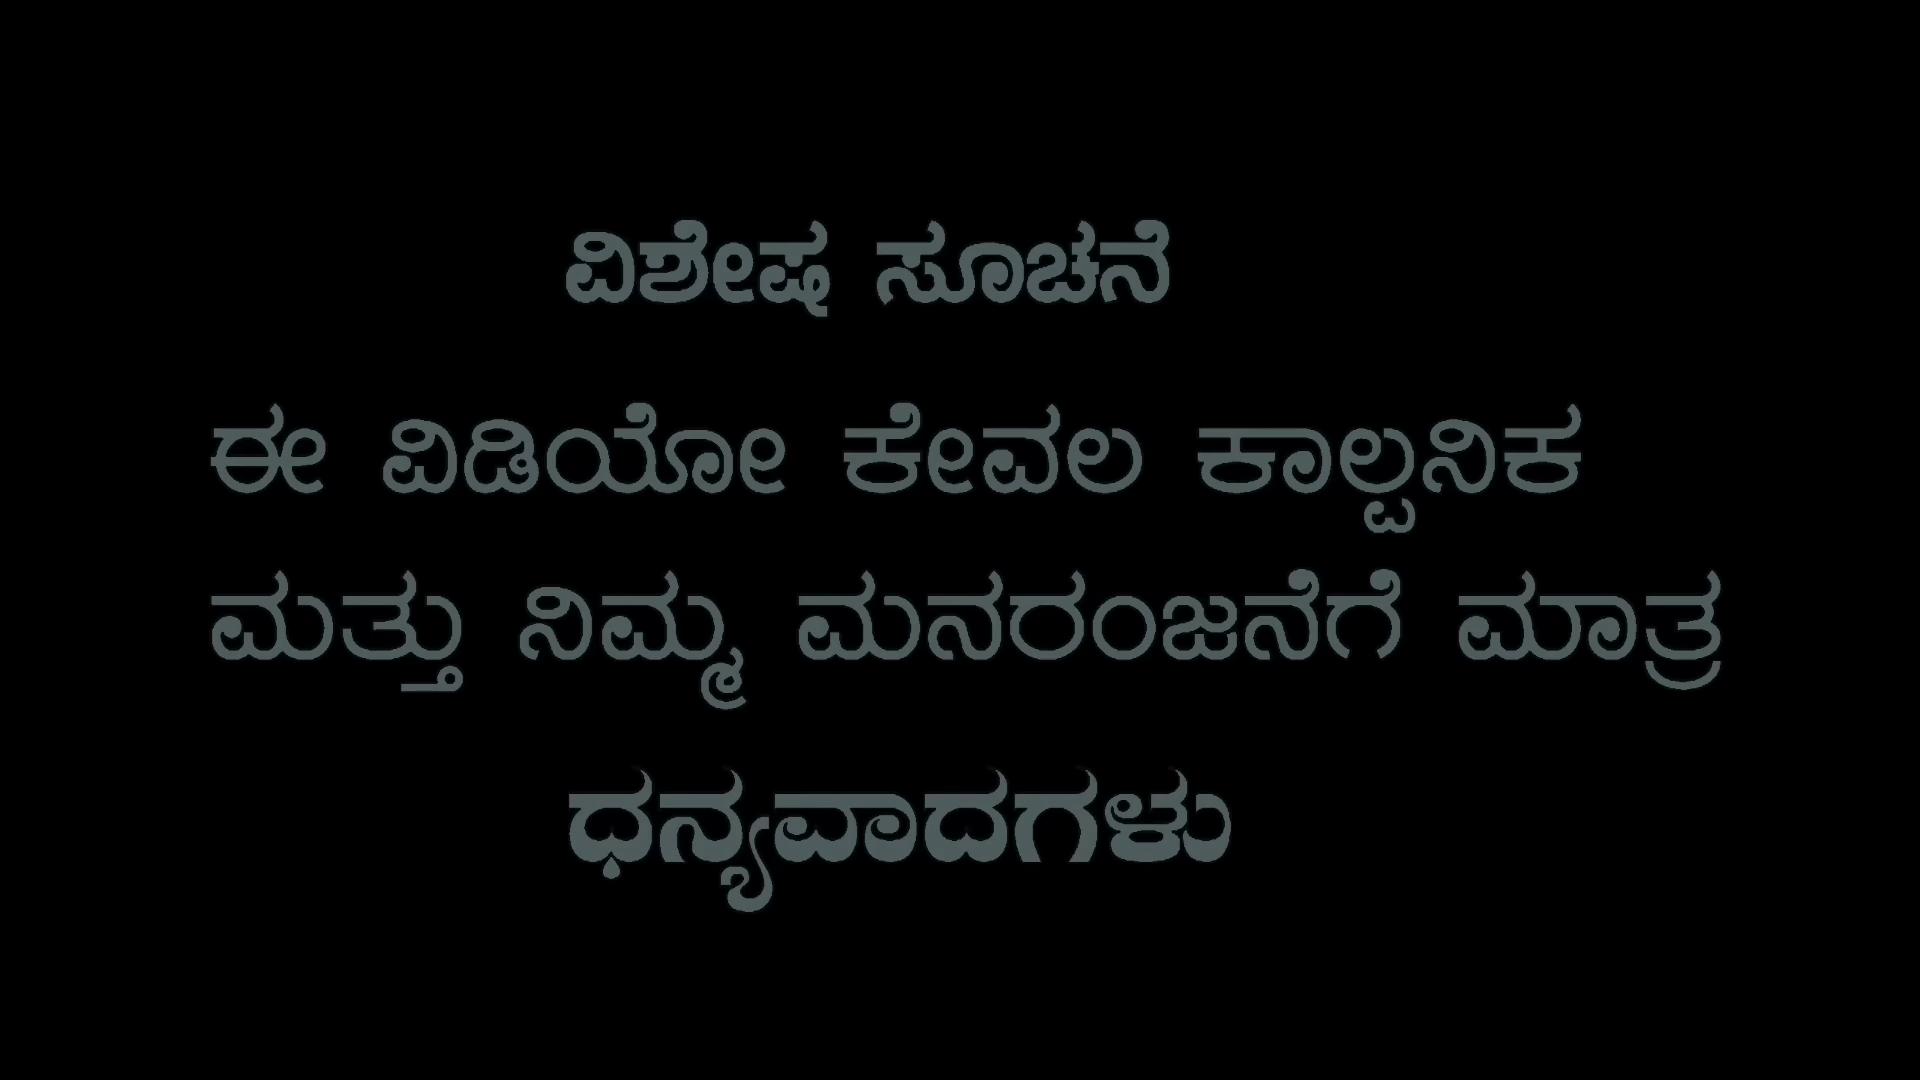 ವಿಶೇಷ ಸೂಚನೆ
ಈ ವಿಡಿಯೋ ಕೇವಲ ಕಾಲ್ಪನಿಕ
ಮತ್ತು ನಿಮ್ಮ ಮನರಂಜನೆಗೆ ಮಾತ್ರ
ಧನ್ಯವಾದಗಳು